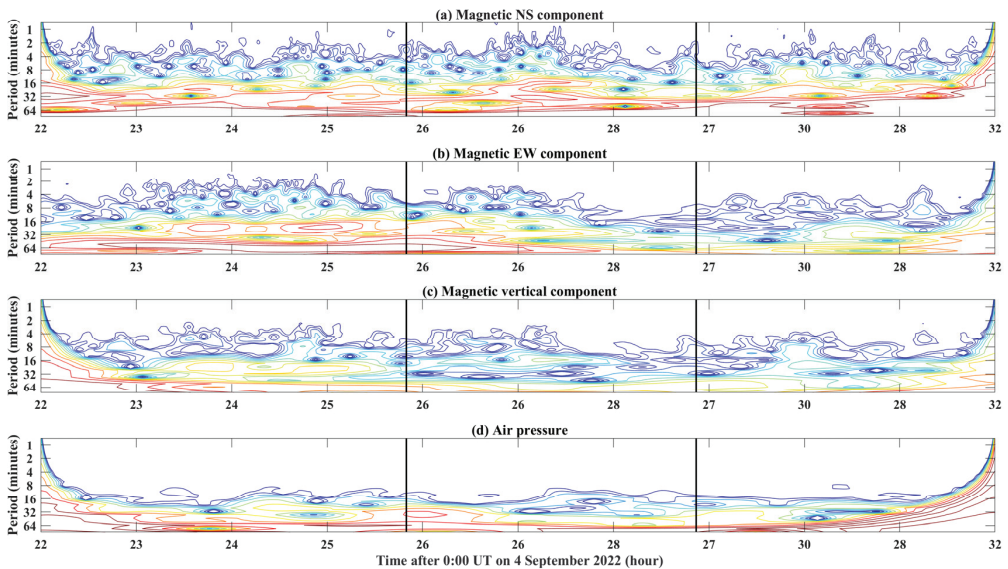 (a) Magnetic NS component
Period (minutes)
1
2
4
8
16
32
64
22 23 24 25 26 26 28 27 30 28 32
(b) Magnetic EW component
Period (minutes)
1
2
4
8
16
32
64
22 23 24 25 26 26 28 27 30 28 32
(c) Magnetic vertical component
Period (minutes)
1
2
4
8
16
32
64
22 23 24 25 26 26 28 27 30 28 32
(d) Air pressure
Period (minutes)
1
2
4
8
16
32
64
22 23 24 25 26 26 28 27 30 28 32
Time after 0:00 UT on 4 September 2022 (hour)